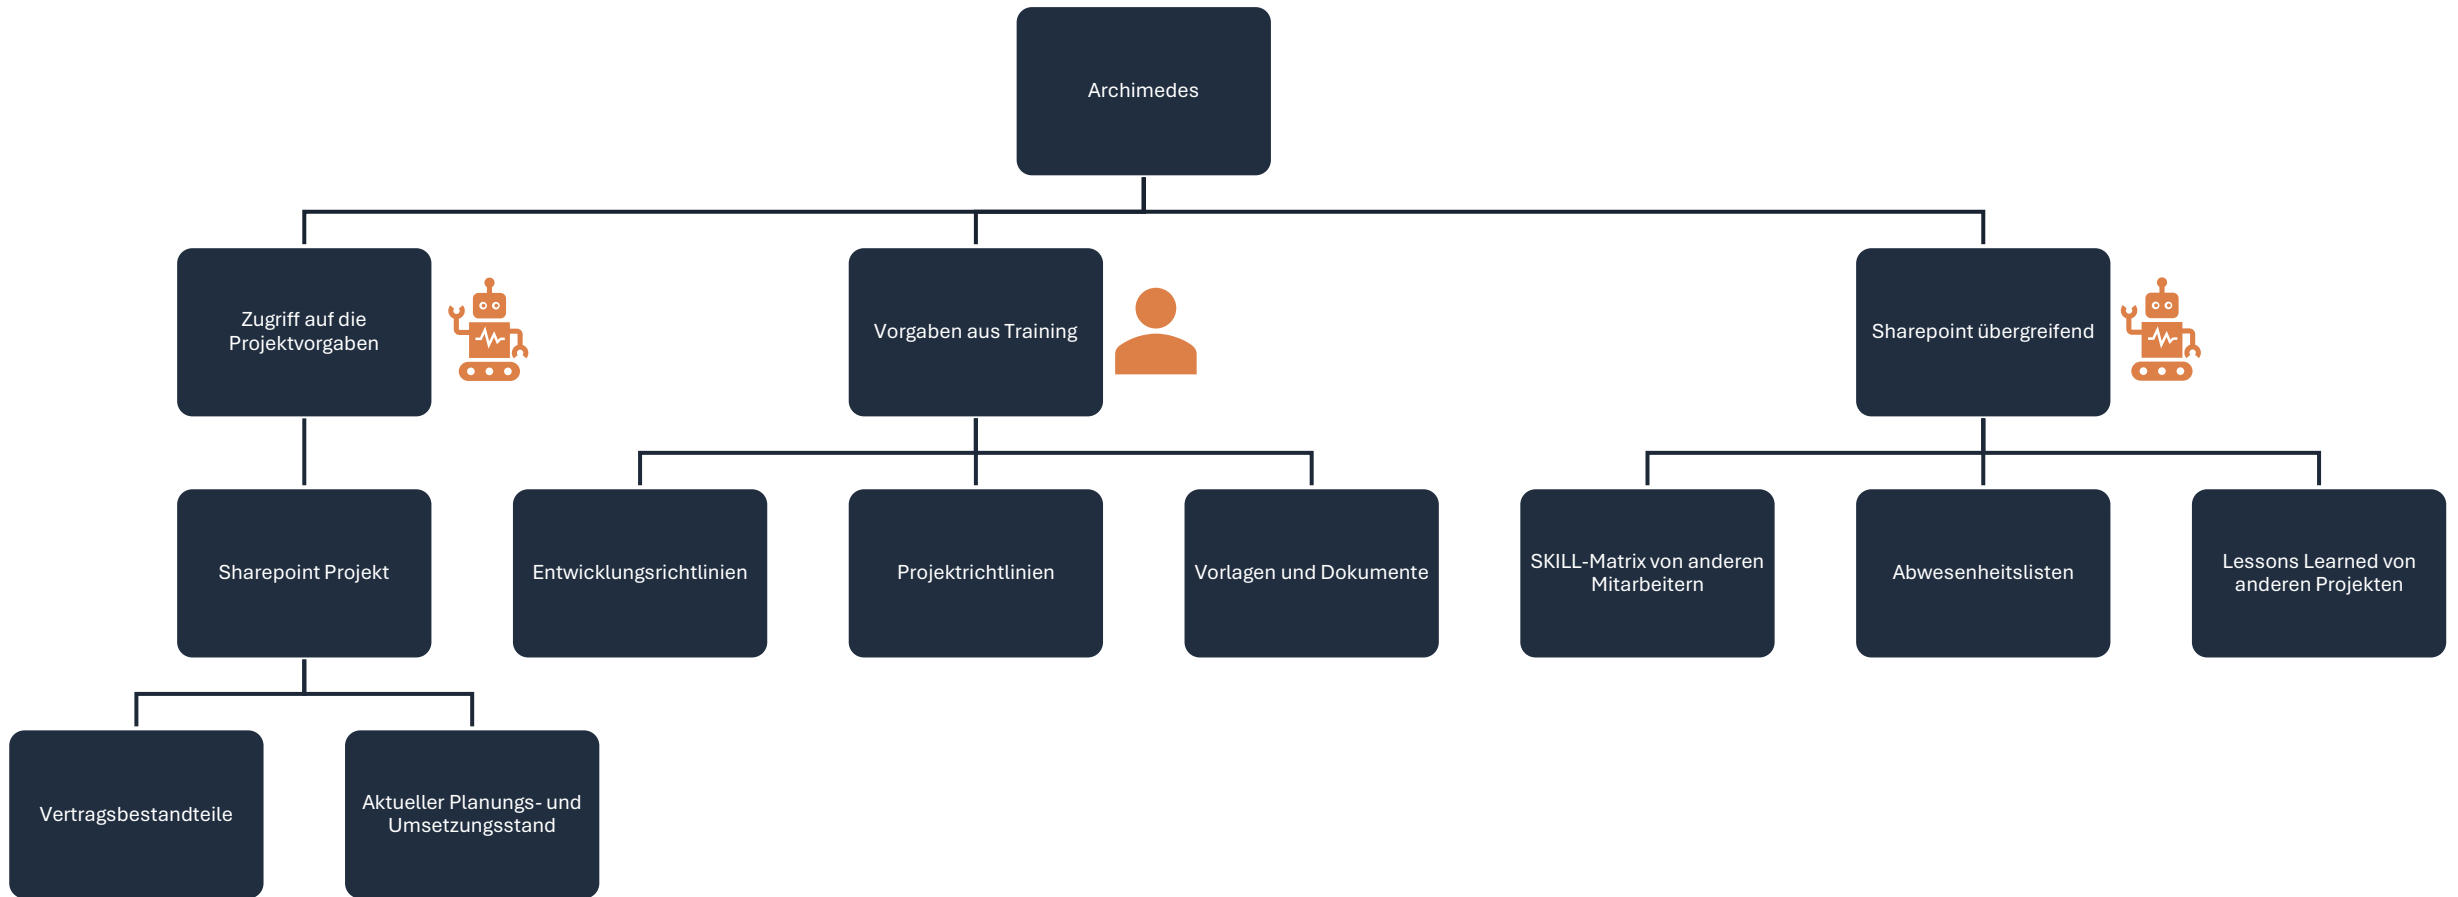 Archimedes
Zugriff auf die
Projektvorgaben
Vorgaben aus Training
Sharepoint übergreifend
Sharepoint Projekt
Entwicklungsrichtlinien
Projektrichtlinien
Vorlagen und Dokumente
SKILL-Matrix von anderen
Mitarbeitern
Abwesenheitslisten
Lessons Learned von
anderen Projekten
Vertragsbestandteile
Aktueller Planungs- und
Umsetzungsstand